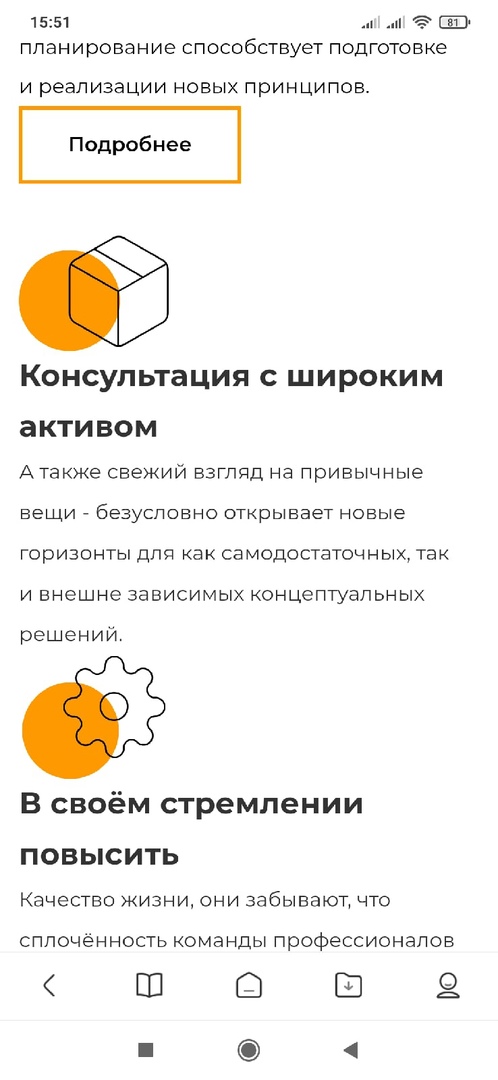 15:51
81
планирование способствует подготовке
и реализации новых принципов.
Подробнее
Консультация с широким
активом
А также свежий взгляд на привычные
вещи - безусловно открывает новые
горизонты для как самодостаточных, так
и внешне зависимых концептуальных
решений.
В своём стремлении
повысить
Качество жизни, они забывают, что
сплочённость команды профессионалов